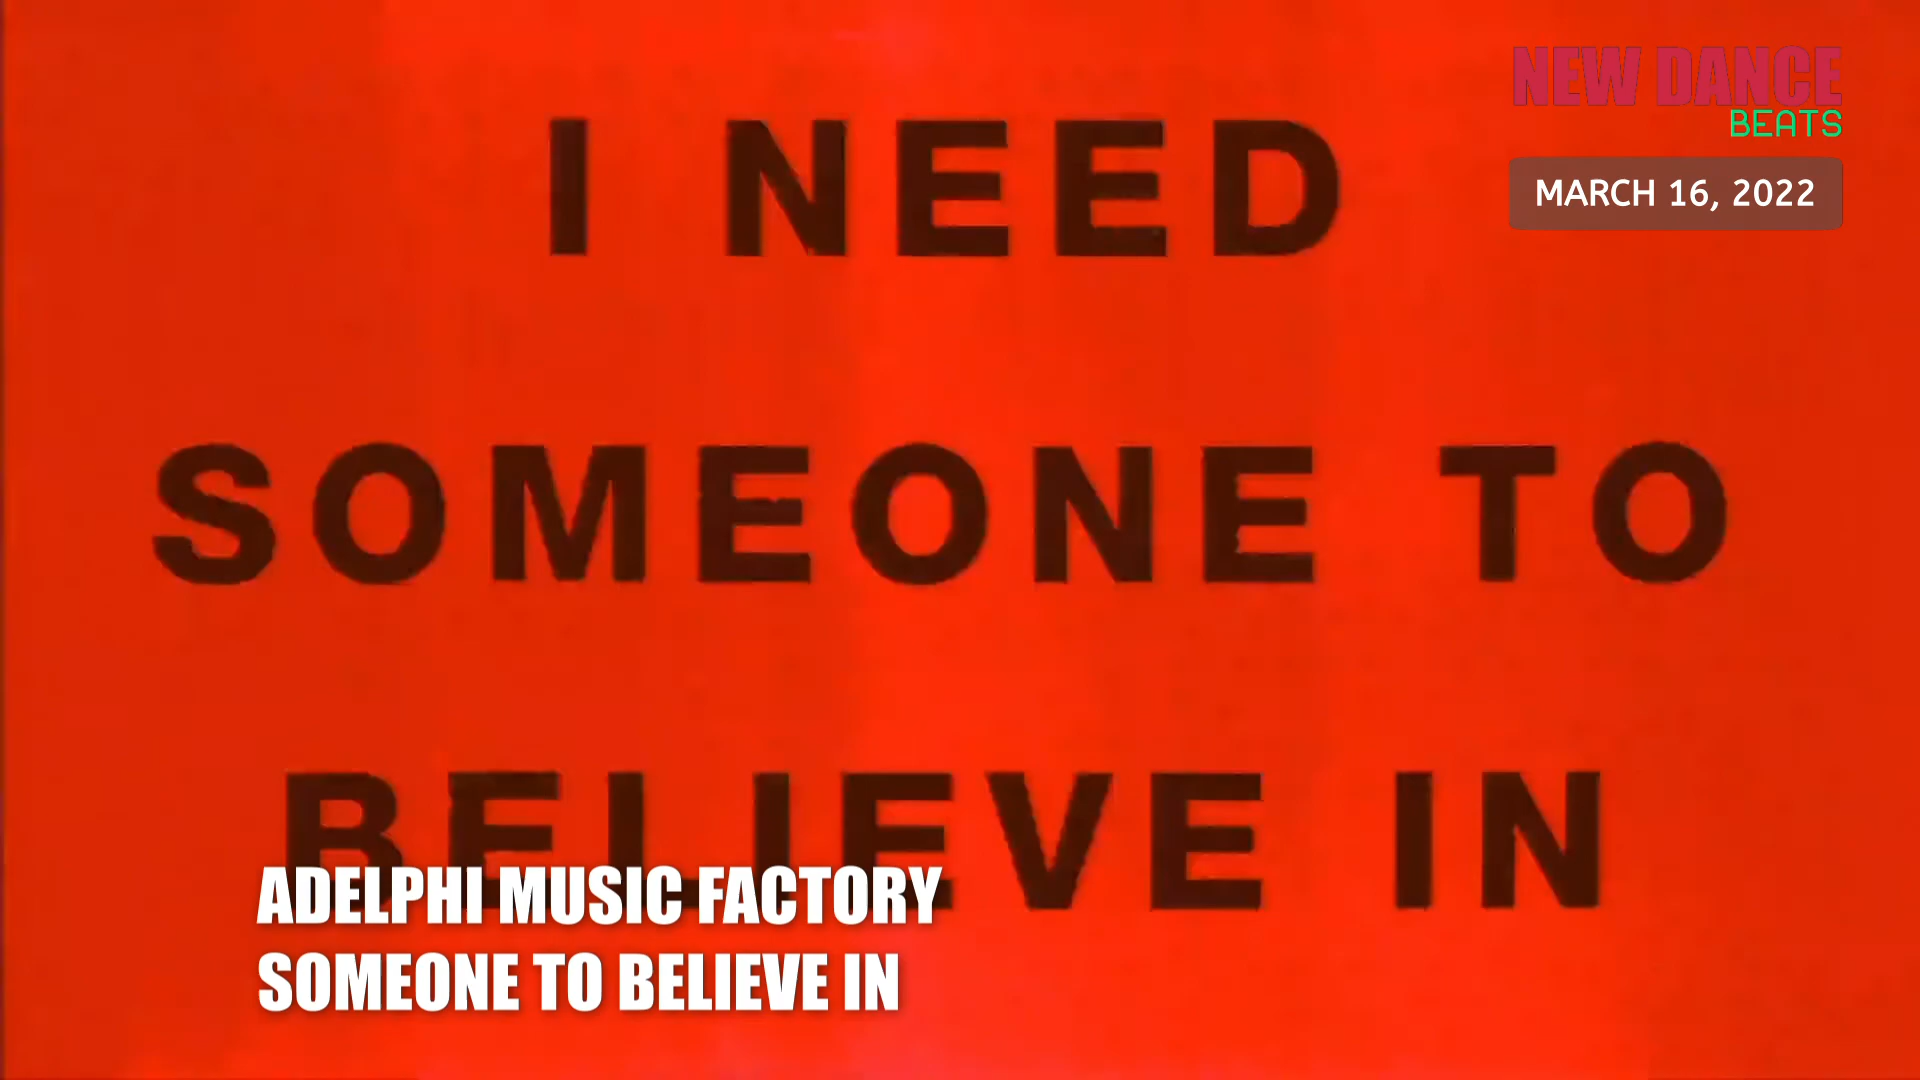 NEW DANCE
BEATS
MARCH 16, 2022
I NEED
SOMEONE TO
BELIEVE IN
ADELPHI MUSIC FACTORY
SOMEONE TO BELIEVE IN